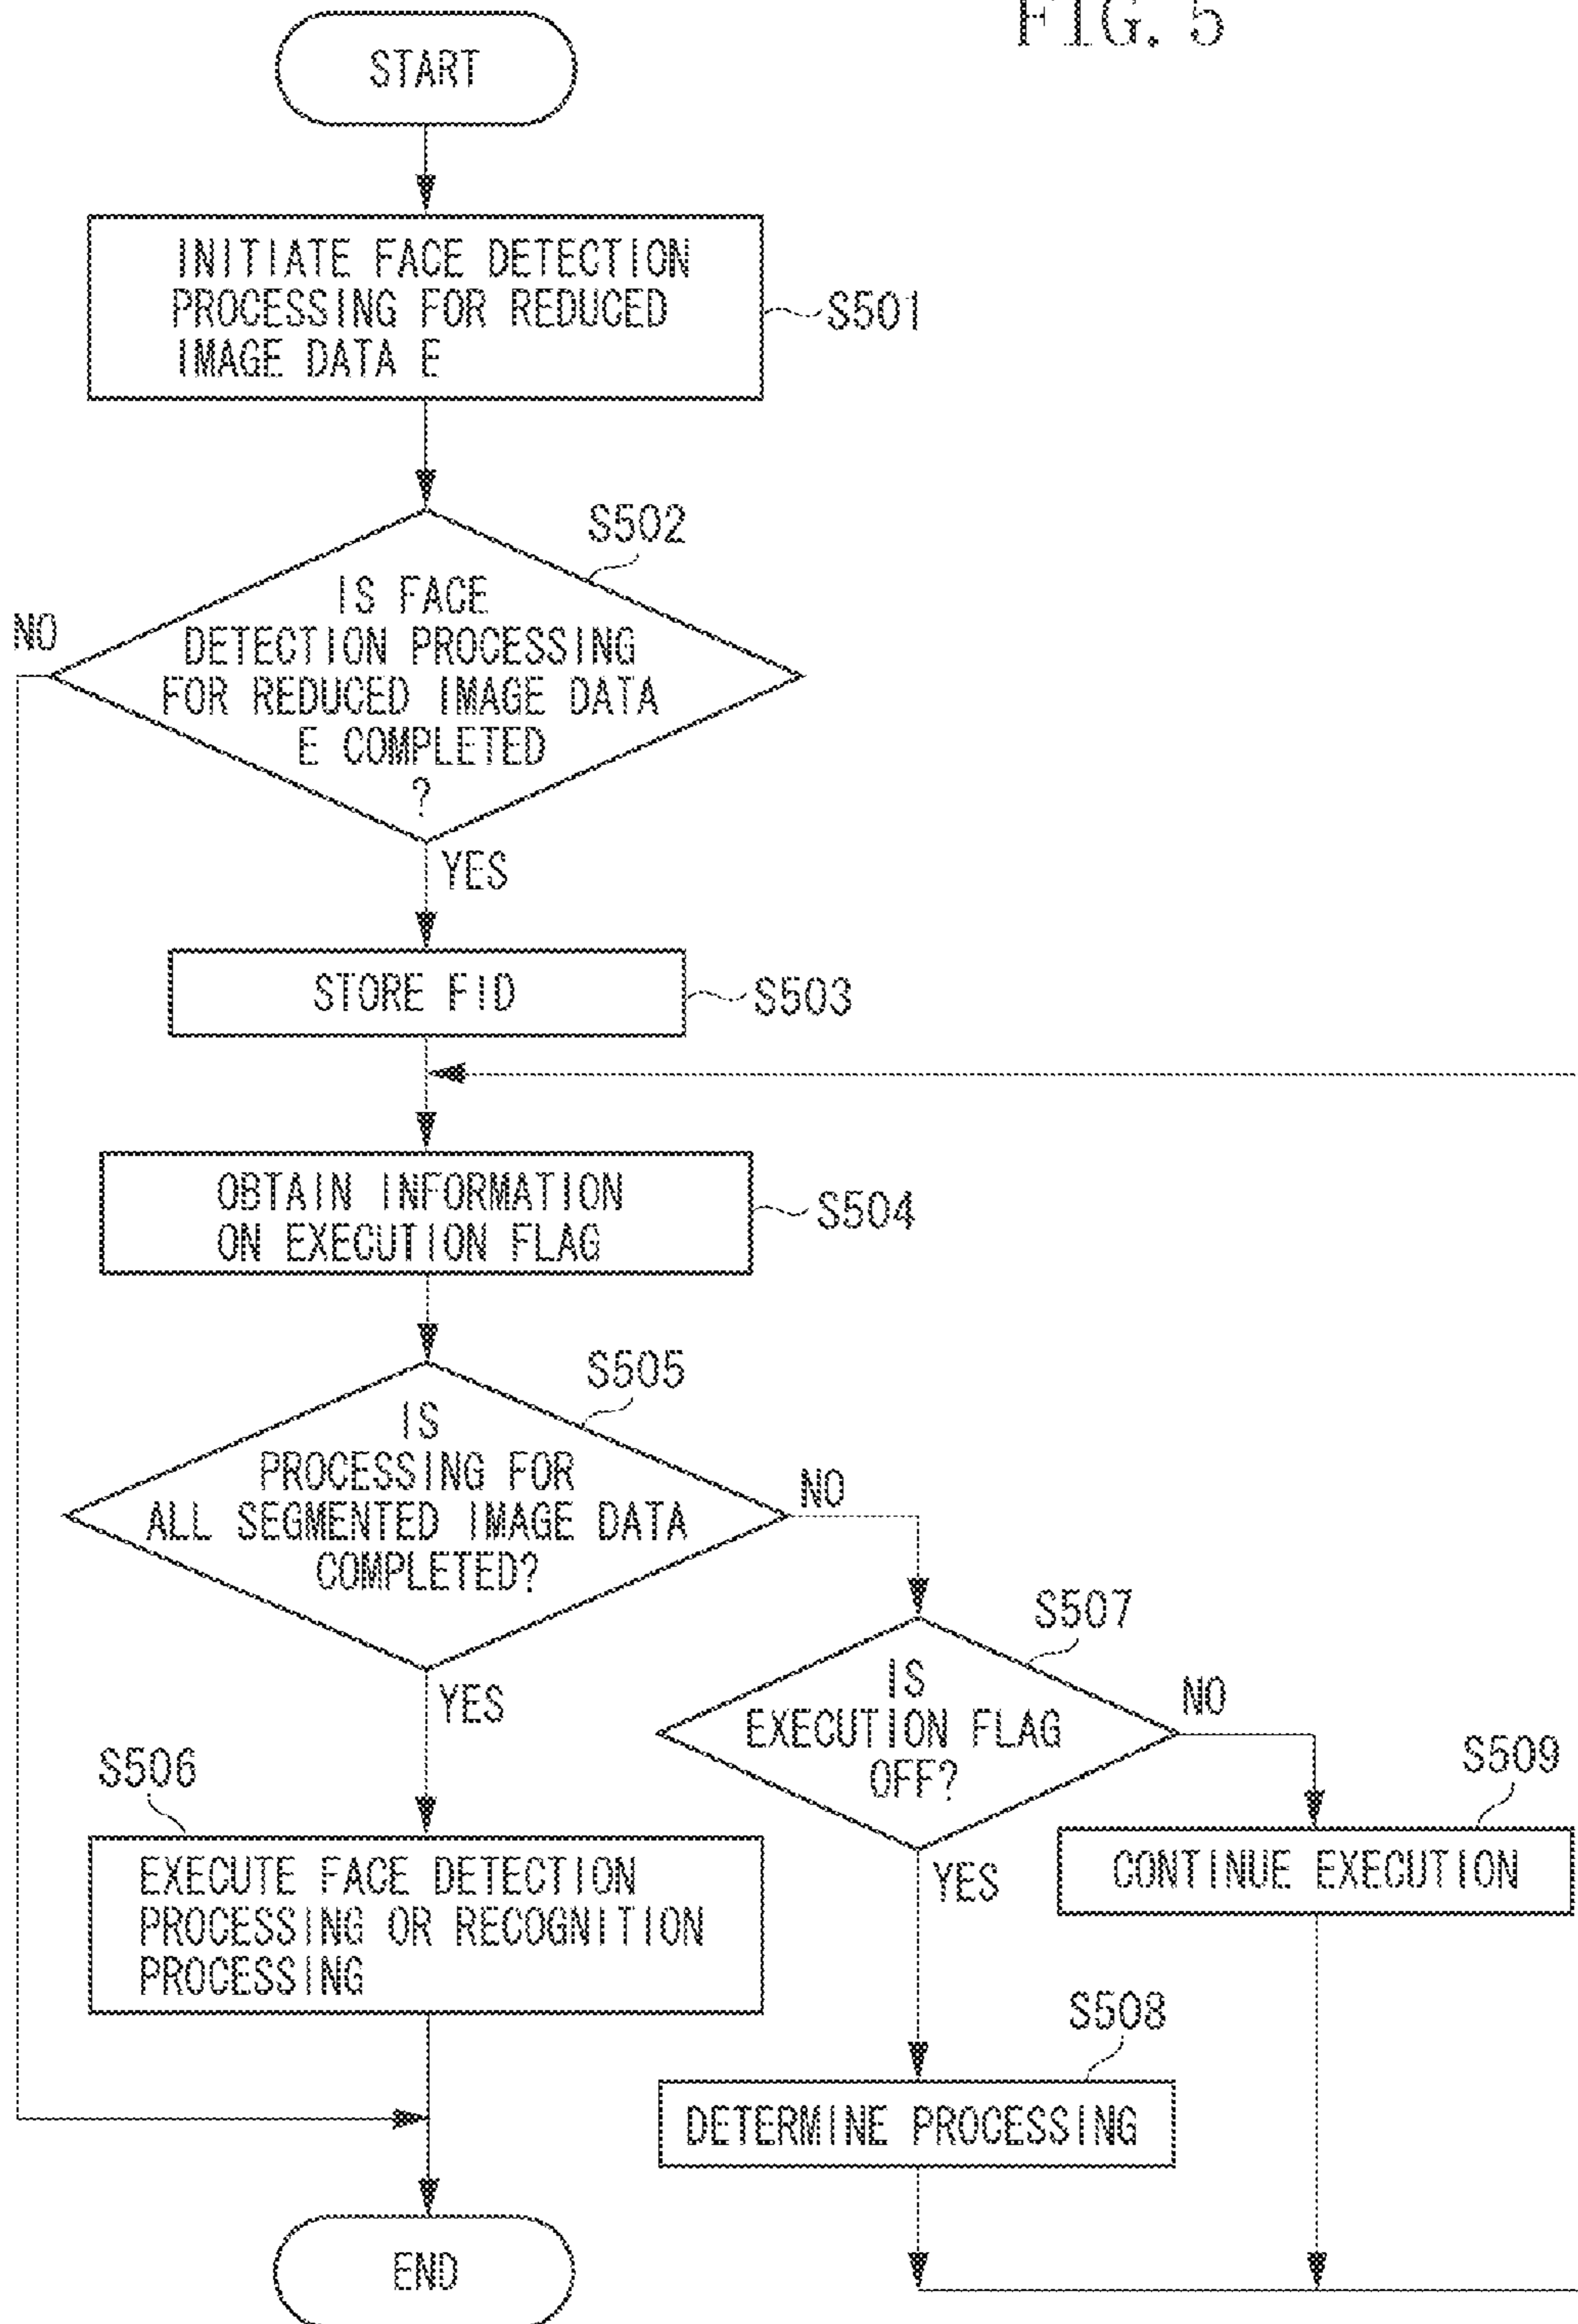 FIG. 5
START
INITIATE FACE DETECTION
PROCESSING FOR REDUCED
IMAGE DATA E
S501
S502
IS FACE
DETECTION PROCESSING
FOR REDUCED IMAGE DATA
E COMPLETED
?
NO
YES
STORE FID
S503
OBTAIN INFORMATION
ON EXECUTION FLAG
S504
S505
IS
PROCESSING FOR
ALL SEGMENTED IMAGE DATA
COMPLETED?
NO
YES
S506
EXECUTE FACE DETECTION
PROCESSING OR RECOGNITION
PROCESSING
S507
IS
EXECUTION FLAG
OFF?
NO
YES
S509
CONTINUE EXECUTION
S508
DETERMINE PROCESSING
END